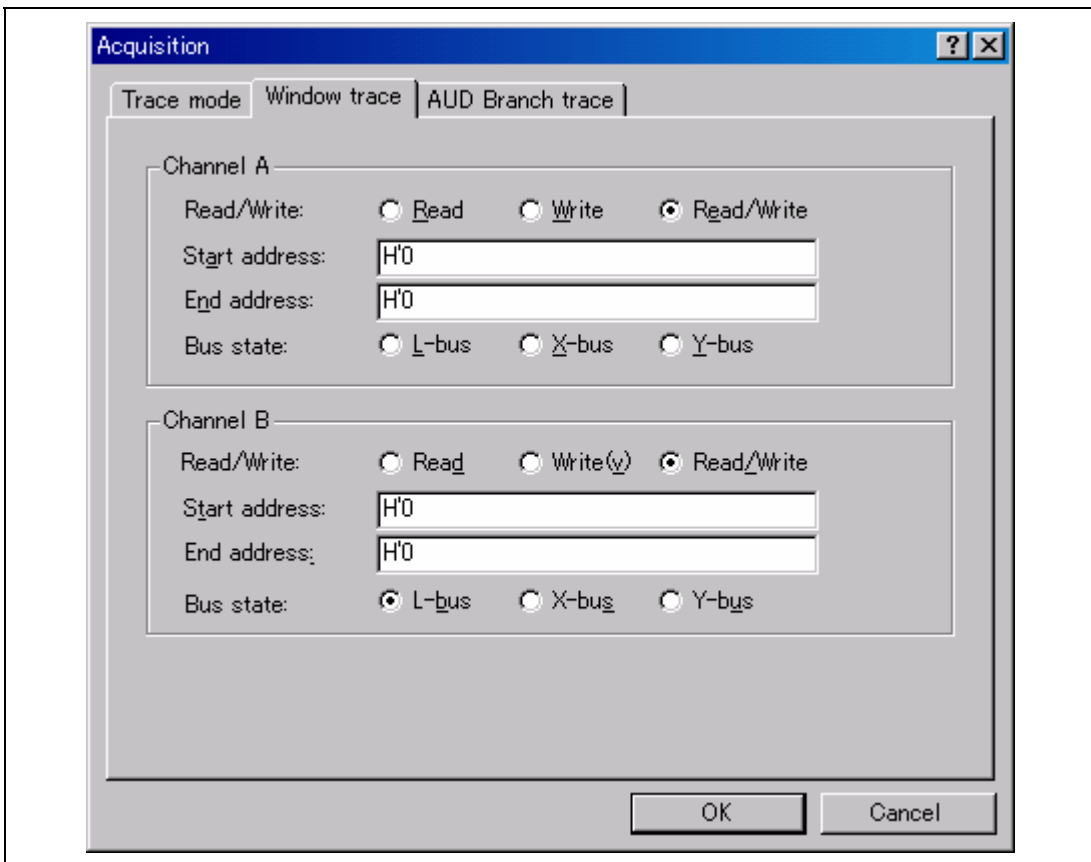 Acquisition
Trace mode Window trace AUD Branch trace
Channel A
Read/Write: Read Write Read/Write
Start address: H'0
End address: H'0
Bus state: L-bus X-bus Y-bus
Channel B
Read/Write: Read Write(v) Read/Write
Start address: H'0
End address: H'0
Bus state: L-bus X-bus Y-bus
OK Cancel